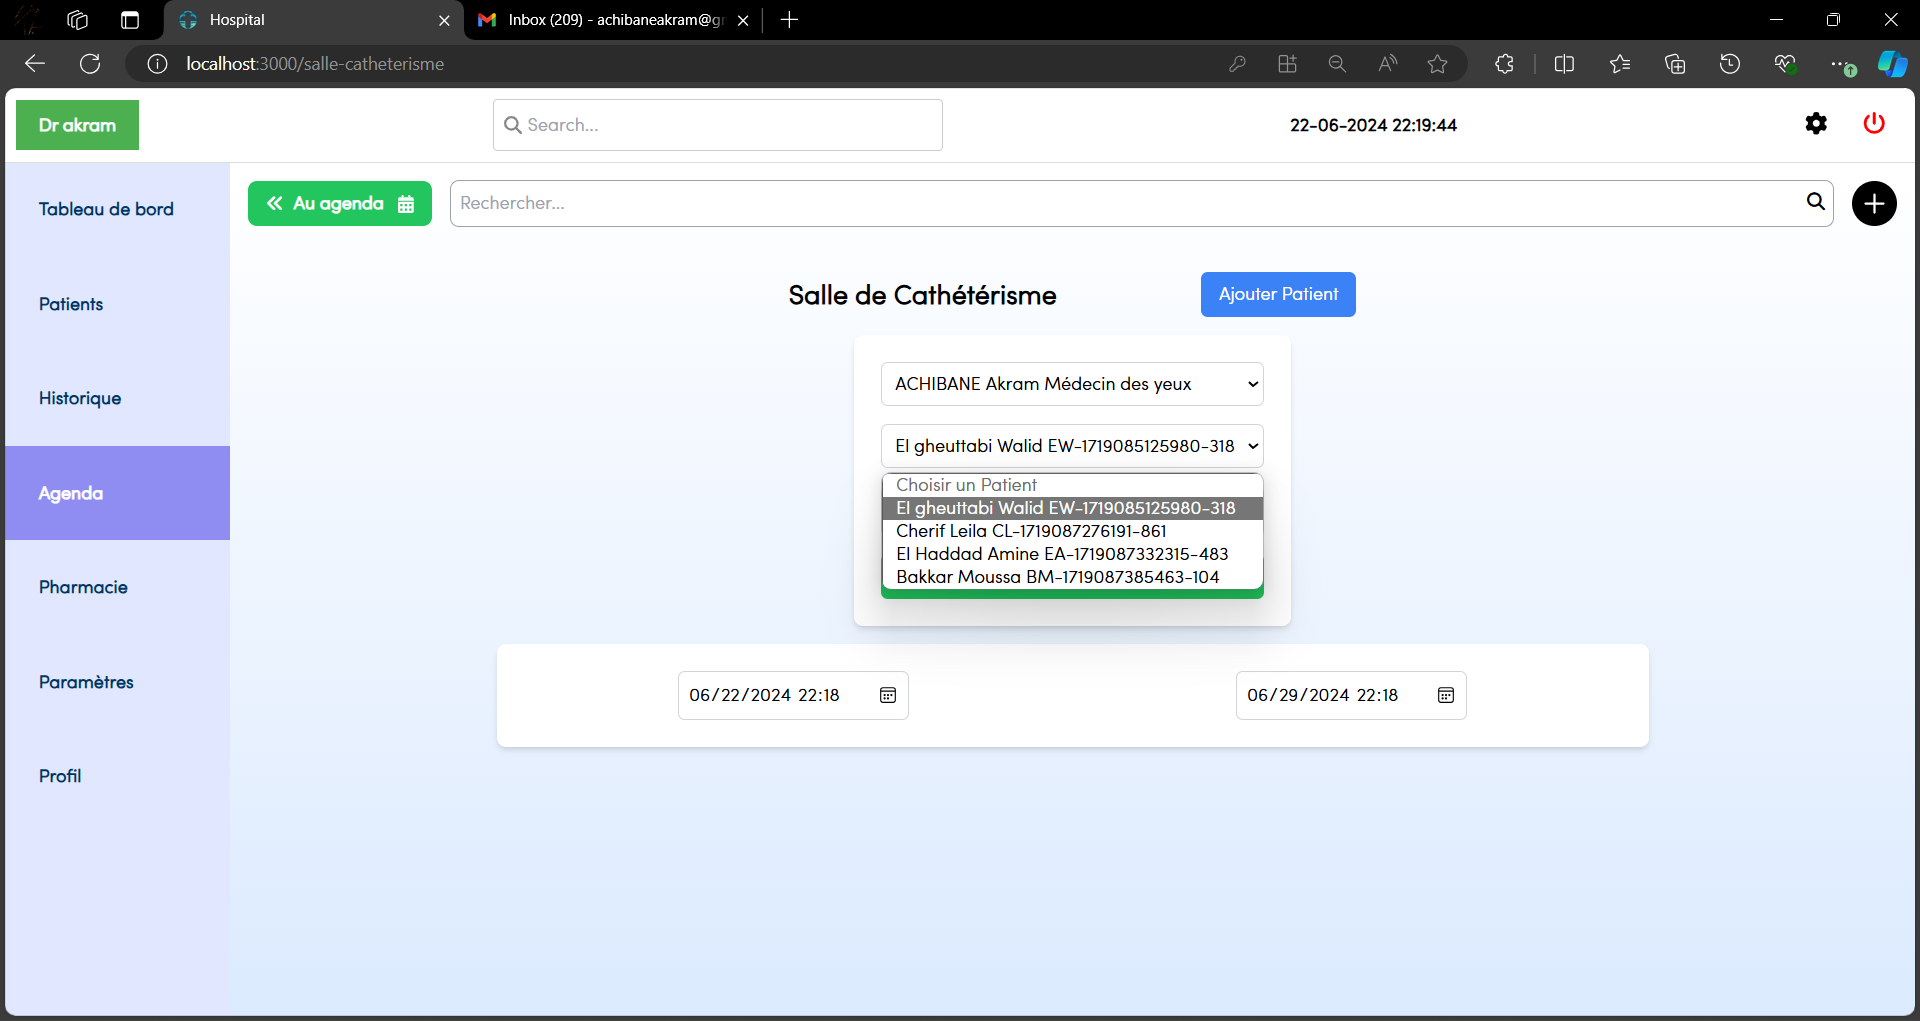 Hospital
Inbox (209) - achibaneakram@g
localhost:3000/salle-catheterisme
Dr akram
Search...
22-06-2024 22:19:44
Tableau de bord
Patients
Historique
Agenda
Pharmacie
Paramètres
Profil
Au agenda
Rechercher...
Salle de Cathétérisme
Ajouter Patient
ACHIBANE Akram Médecin des yeux
El gheuttabi Walid EW-1719085125980-318
Choisir un Patient
El gheuttabi Walid EW-1719085125980-318
Cherif Leila CL-1719087276191-861
El Haddad Amine EA-1719087332315-483
Bakkar Moussa BM-1719087385463-104
06/22/2024 22:18
06/29/2024 22:18